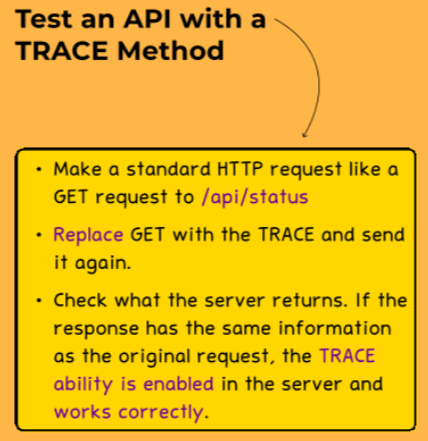 Test an API with a
TRACE Method
• Make a standard HTTP request like a
GET request to /api/status
• Replace GET with the TRACE and send
it again.
• Check what the server returns. If the
response has the same information
as the original request, the TRACE
ability is enabled in the server and
works correctly.